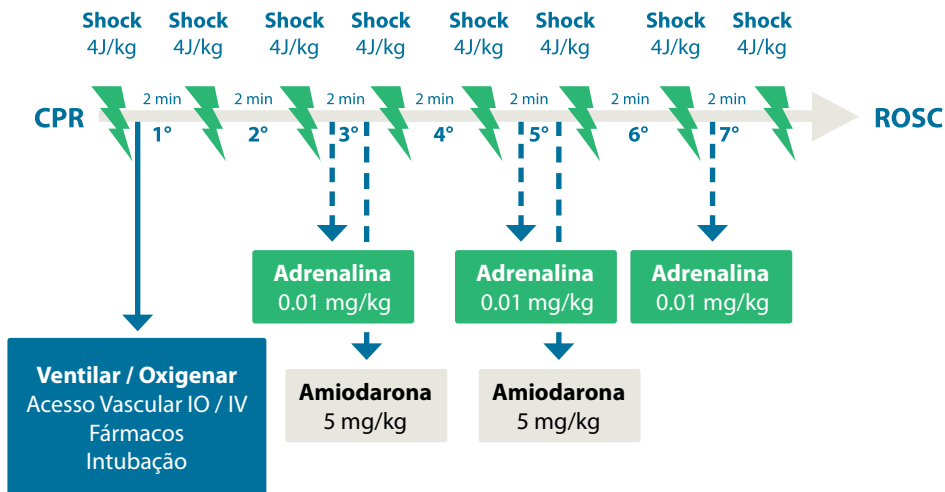 Shock Shock Shock Shock Shock Shock Shock Shock
4J/kg 4J/kg 4J/kg 4J/kg 4J/kg 4J/kg 4J/kg 4J/kg
2 min 2 min 2 min 2 min 2 min 2 min 2 min
CPR ROSC
1° 2° 3° 4° 5° 6° 7°
Adrenalina Adrenalina Adrenalina
0.01 mg/kg 0.01 mg/kg 0.01 mg/kg
Ventilar / Oxigenar
Acesso Vascular IO / IV
Fármacos
Intubação
Amiodarona Amiodarona
5 mg/kg 5 mg/kg